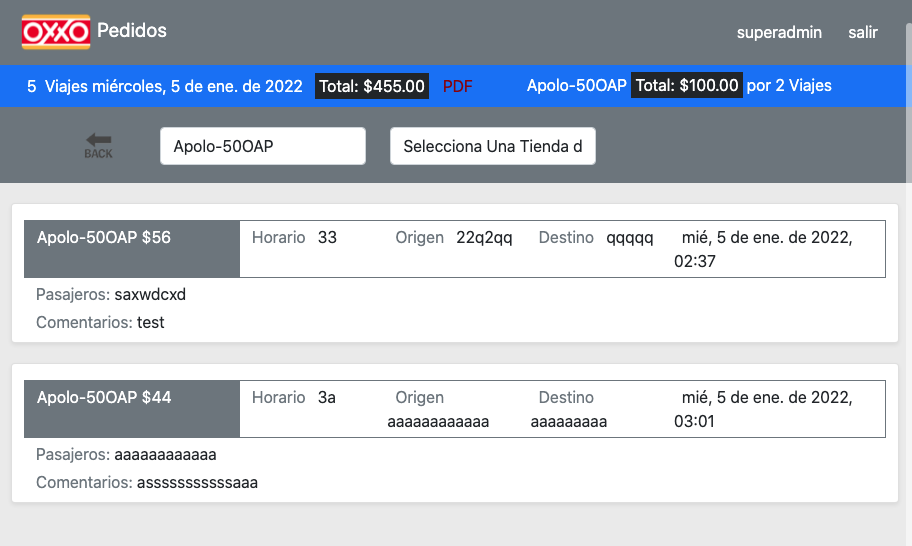 OXXO Pedidos superadmin salir
5 Viajes miércoles, 5 de ene. de 2022 Total: $455.00 PDF Apolo-50OAP Total: $100.00 por 2 Viajes
BACK Apolo-50OAP Selecciona Una Tienda d
Apolo-50OAP $56 Horario 33 Origen 22q2qq Destino qqqqq mié, 5 de ene. de 2022,
02:37
Pasajeros: saxwdcxd
Comentarios: test
Apolo-50OAP $44 Horario 3a Origen Destino mié, 5 de ene. de 2022,
aaaaaaaaaaaa aaaaaaaaa 03:01
Pasajeros: aaaaaaaaaaaa
Comentarios: asssssssssssaaa